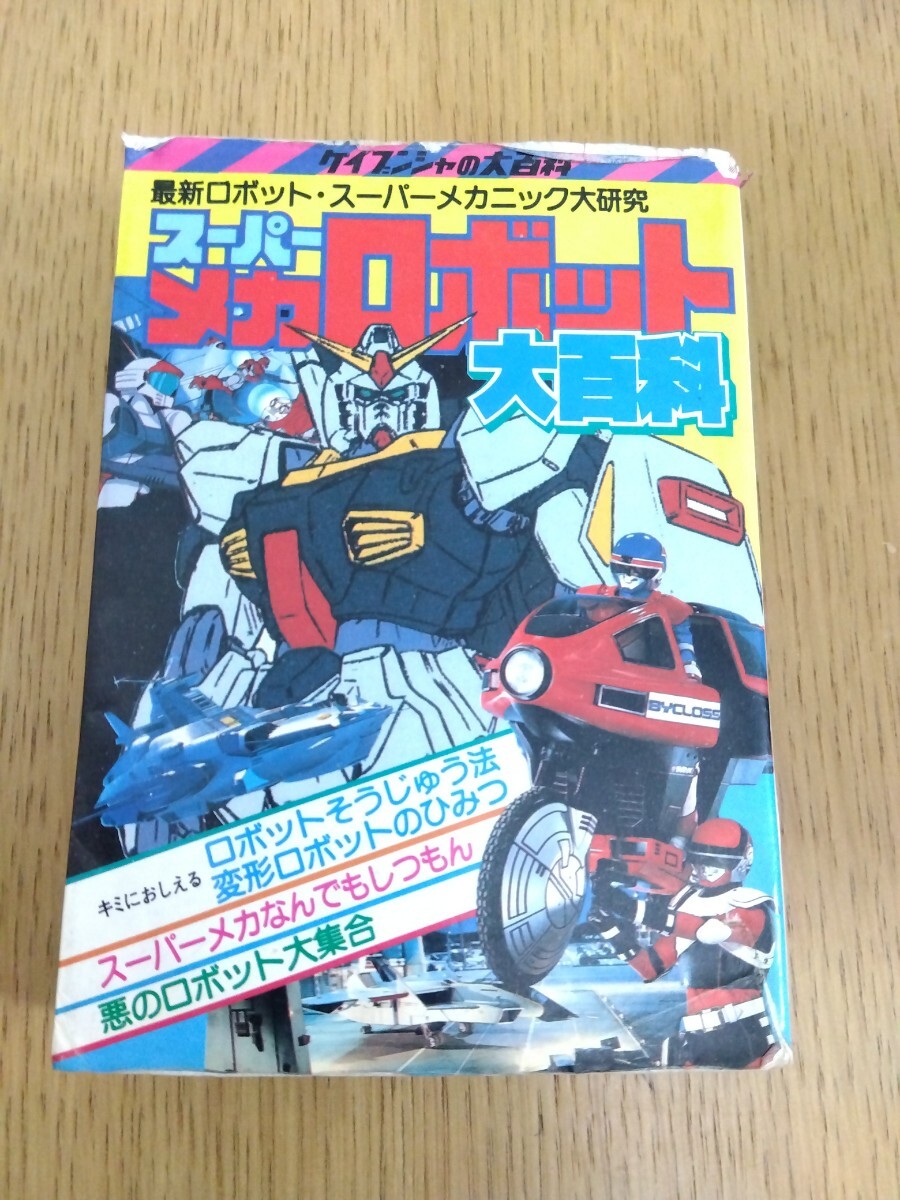 ケイブンシャの大百科
最新ロボット・スーパーメカニック大研究
スーパー
メカロボット
大百科
BYCLOSS
キミにおしえる
ロボットそうじゅう法
変形ロボットのひみつ
スーパーメカなんでもしつもん
悪のロボット大集合